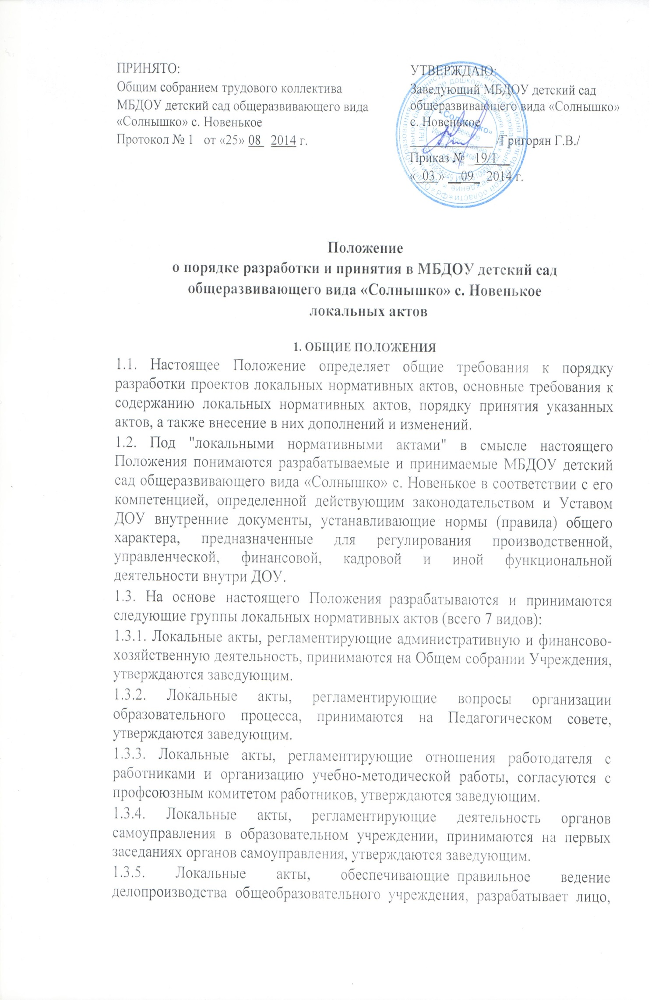 ПРИНЯТО:
Общим собранием трудового коллектива
МБДОУ детский сад общеразвивающего вида
«Солнышко» с. Новенькое
Протокол № 1 от «25» 08 2014 г.
УТВЕРЖДАЮ:
Заведующий МБДОУ детский сад
общеразвивающего вида «Солнышко»
с. Новенькое
/Григорян Г.В./
Приказ № 19/1
«_03_» __09_ 2014 г.
«Солнышко»
Положение
о порядке разработки и принятия в МБДОУ детский сад
общеразвивающего вида «Солнышко» с. Новенькое
локальных актов
1. ОБЩИЕ ПОЛОЖЕНИЯ
1.1. Настоящее Положение определяет общие требования к порядку
разработки проектов локальных нормативных актов, основные требования к
содержанию локальных нормативных актов, порядку принятия указанных
актов, а также внесение в них дополнений и изменений.
1.2. Под "локальными нормативными актами" в смысле настоящего
Положения понимаются разрабатываемые и принимаемые МБДОУ детский
сад общеразвивающего вида «Солнышко» с. Новенькое в соответствии с его
компетенцией, определенной действующим законодательством и Уставом
ДОУ внутренние документы, устанавливающие нормы (правила) общего
характера, предназначенные для регулирования производственной,
управленческой, финансовой, кадровой и иной функциональной
деятельности внутри ДОУ.
1.3. На основе настоящего Положения разрабатываются и принимаются
следующие группы локальных нормативных актов (всего 7 видов):
1.3.1. Локальные акты, регламентирующие административную и финансово-
хозяйственную деятельность, принимаются на Общем собрании Учреждения,
утверждаются заведующим.
1.3.2. Локальные акты, регламентирующие вопросы организации
образовательного процесса, принимаются на Педагогическом совете,
утверждаются заведующим.
1.3.3. Локальные акты, регламентирующие отношения работодателя с
работниками и организацию учебно-методической работы, согласуются с
профсоюзным комитетом работников, утверждаются заведующим.
1.3.4. Локальные акты, регламентирующие деятельность органов
самоуправления в образовательном учреждении, принимаются на первых
заседаниях органов самоуправления, утверждаются заведующим.
1.3.5. Локальные акты, обеспечивающие правильное ведение
делопроизводства общеобразовательного учреждения, разрабатывает лицо,